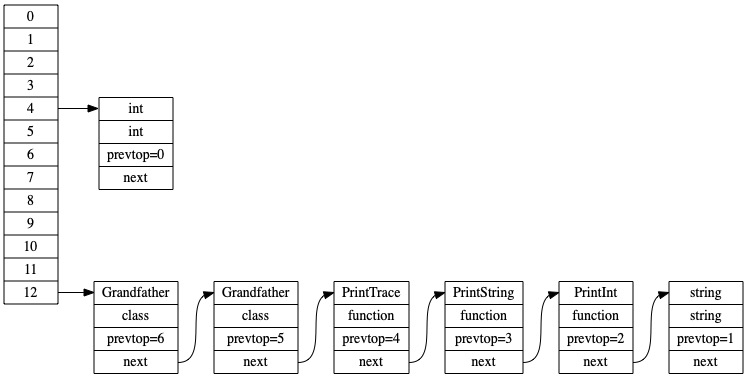 0
1
2
3
4
5
6
7
8
9
10
11
12
int
int
prevtop=0
next
Grandfather
class
prevtop=6
next
Grandfather
class
prevtop=5
next
PrintTrace
function
prevtop=4
next
PrintString
function
prevtop=3
next
PrintInt
function
prevtop=2
next
string
string
prevtop=1
next